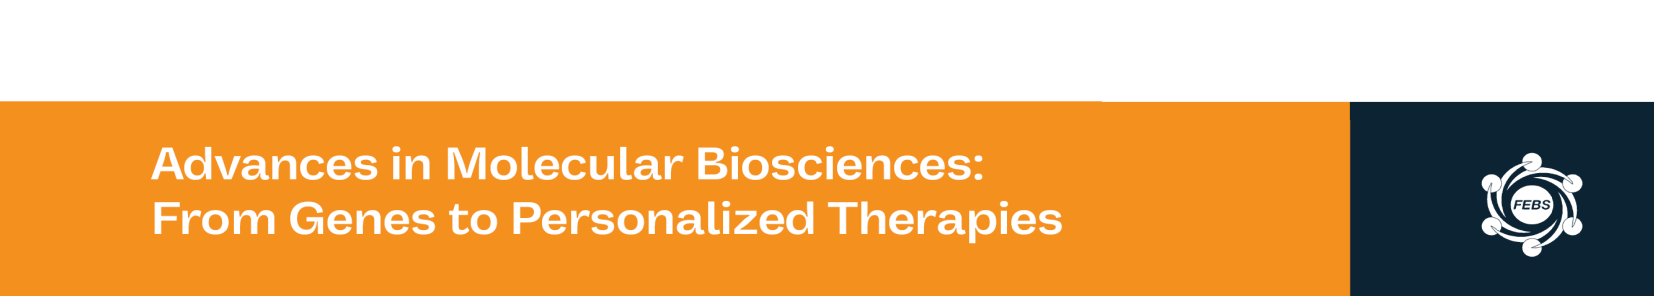 Advances in Molecular Biosciences:
From Genes to Personalized Therapies
FEBS